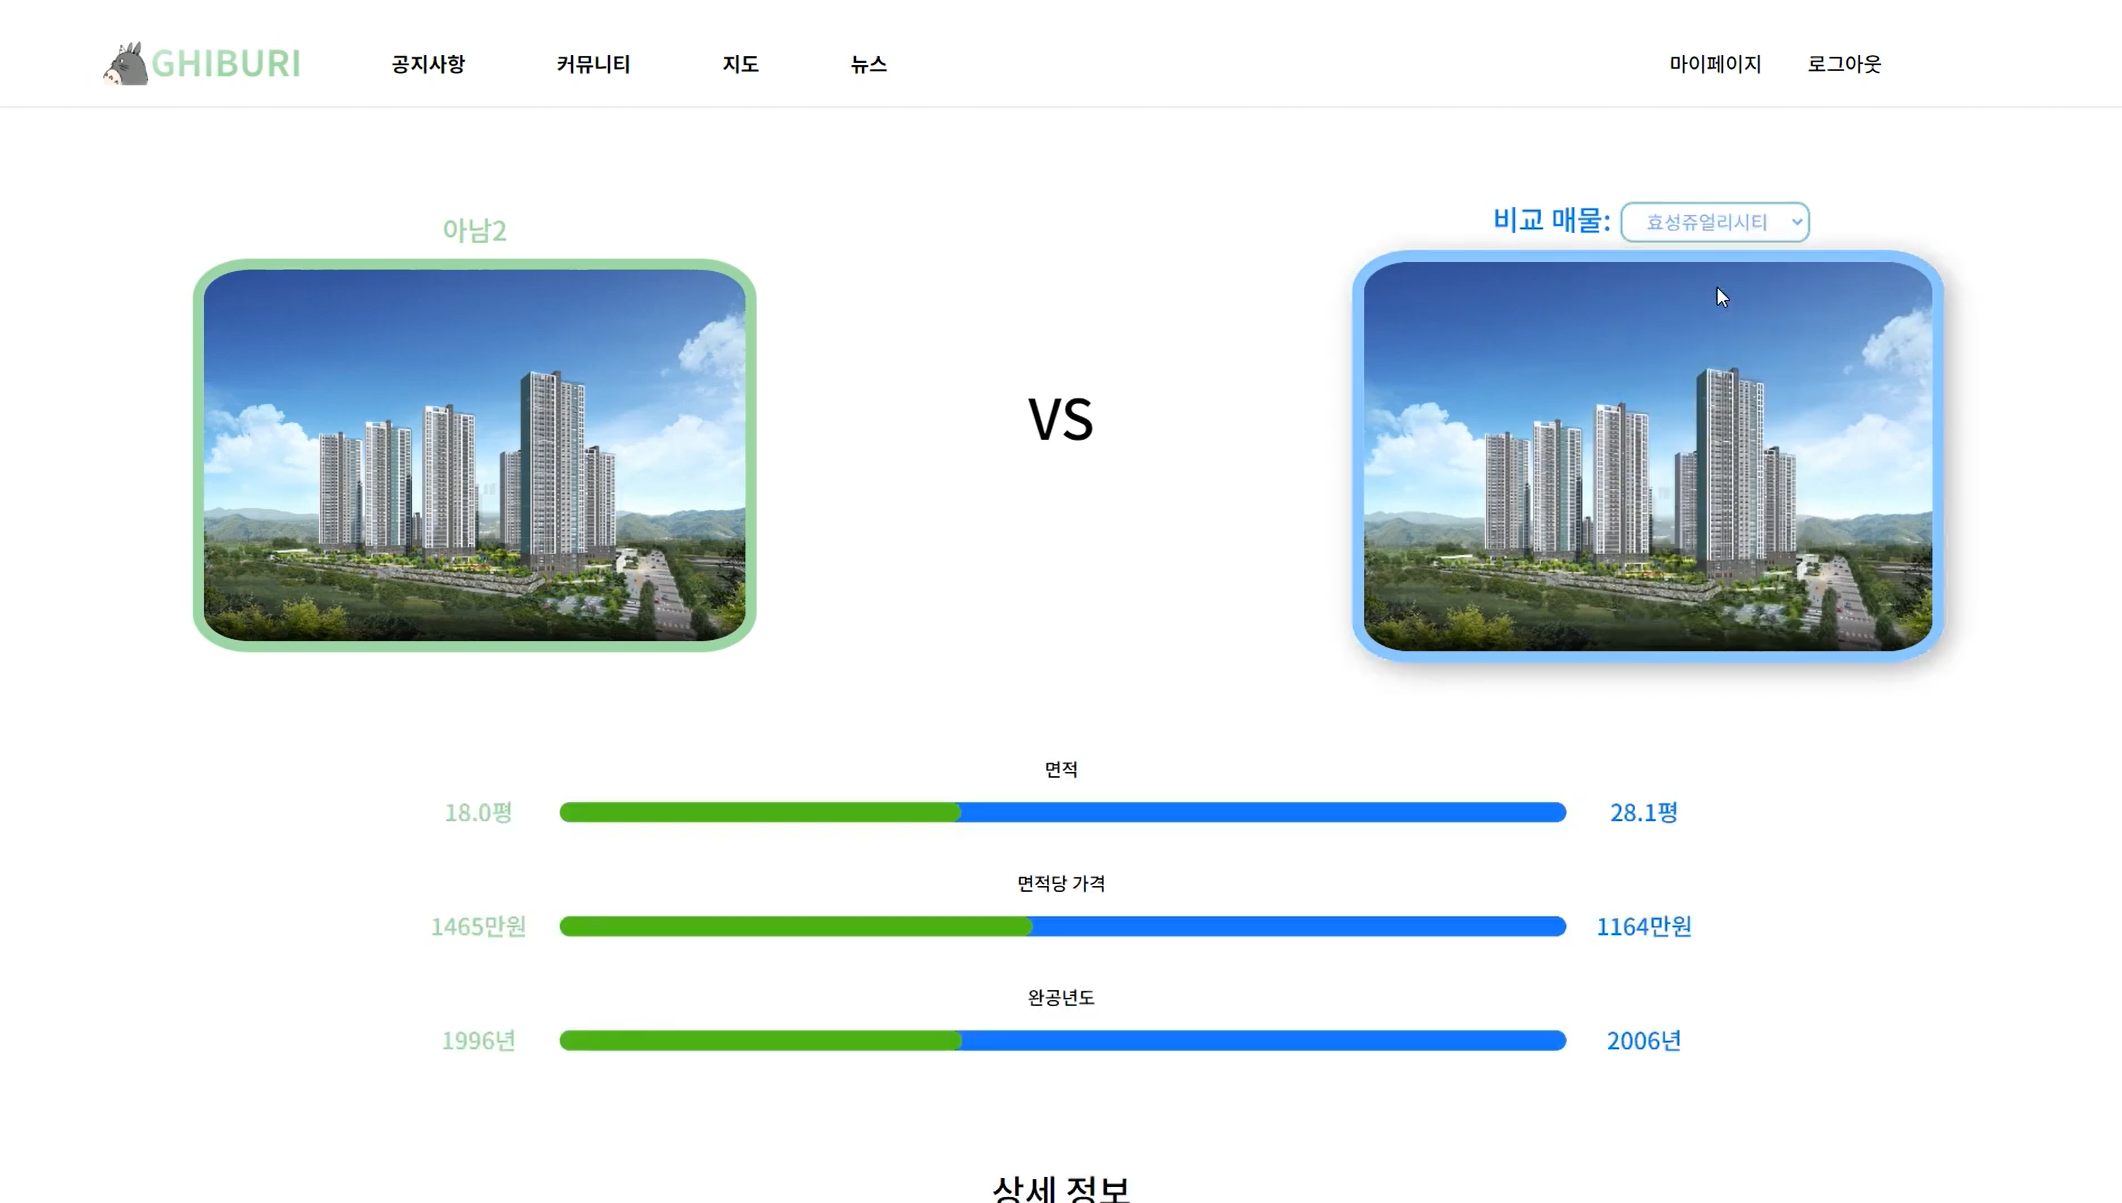 GHIBURI 공지사항 커뮤니티 지도 뉴스 마이페이지 로그아웃
아남2
비교 매물: 효성쥬얼리시티
VS
면적
18.0평 28.1평
면적당 가격
1465만원 1164만원
완공년도
1996년 2006년
상세 정보